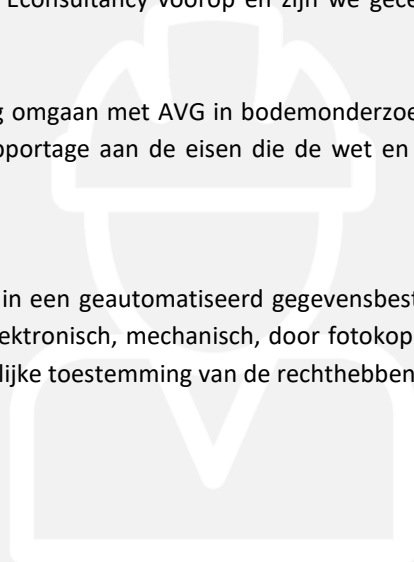 Econsultancy voorop en zijn we gece
g omgaan met AVG in bodemonderzoe
pportage aan de eisen die de wet en
in een geautomatiseerd gegevensbest
ektronisch, mechanisch, door fotokop
lijke toestemming van de rechthebben